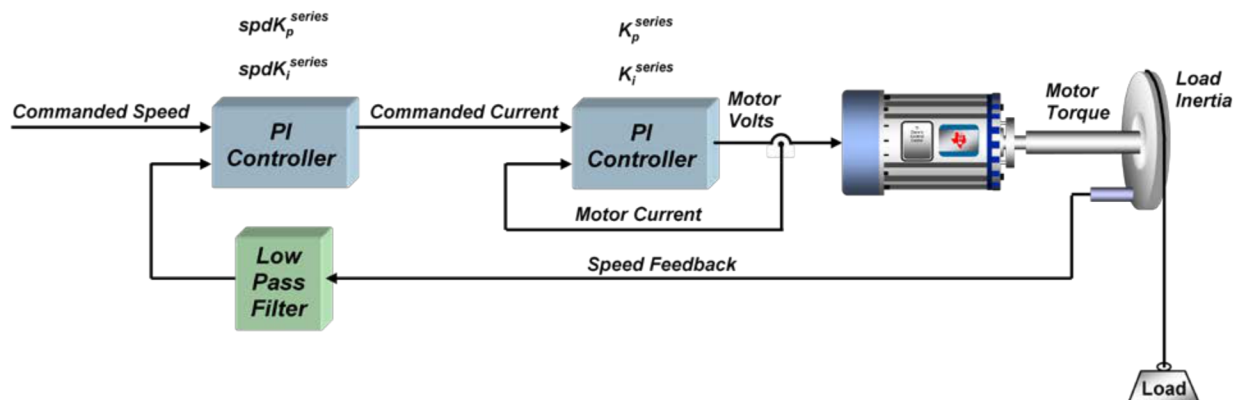 spdKp^series
Kp^series
spdKi^series
Ki^series
Commanded Speed
PI
Controller
Commanded Current
PI
Controller
Motor
Volts
Motor
Torque
Load
Inertia
Motor Current
Low
Pass
Filter
Speed Feedback
Load